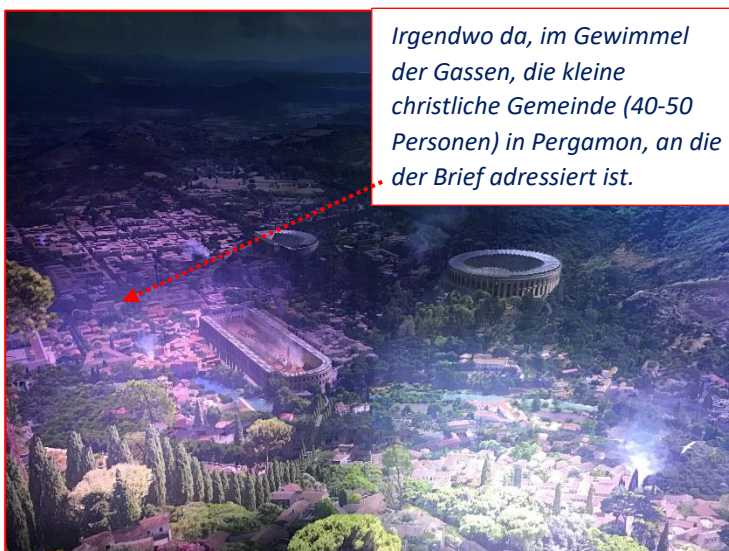 Irgendwo da, im Gewimmel
der Gassen, die kleine
christliche Gemeinde (40-50
Personen) in Pergamon, an die
der Brief adressiert ist.